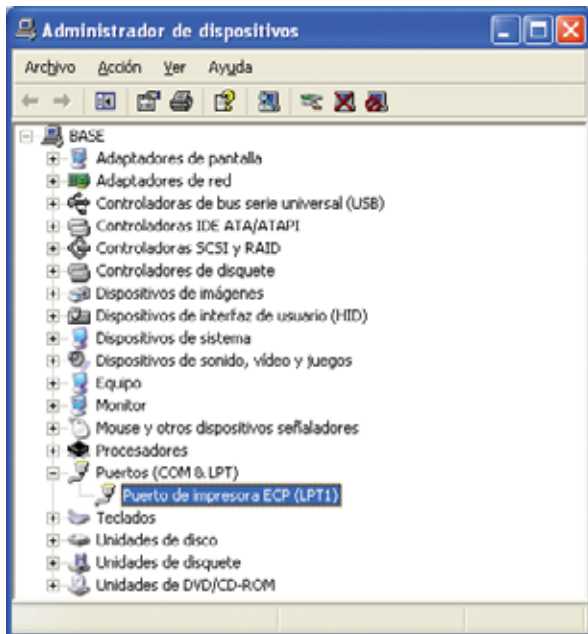 Administrador de dispositivos
Archivo Acción Ver Ayuda
BASE
Adaptadores de pantalla
Adaptadores de red
Controladoras de bus serie universal (USB)
Controladoras IDE ATA/ATAPI
Controladoras SCSI y RAID
Controladores de disquete
Dispositivos de imágenes
Dispositivos de interfaz de usuario (HID)
Dispositivos de sistema
Dispositivos de sonido, vídeo y juegos
Equipo
Monitor
Mouse y otros dispositivos señaladores
Procesadores
Puertos (COM & LPT)
Puerto de impresora ECP (LPT1)
Teclados
Unidades de disco
Unidades de disquete
Unidades de DVD/CD-ROM